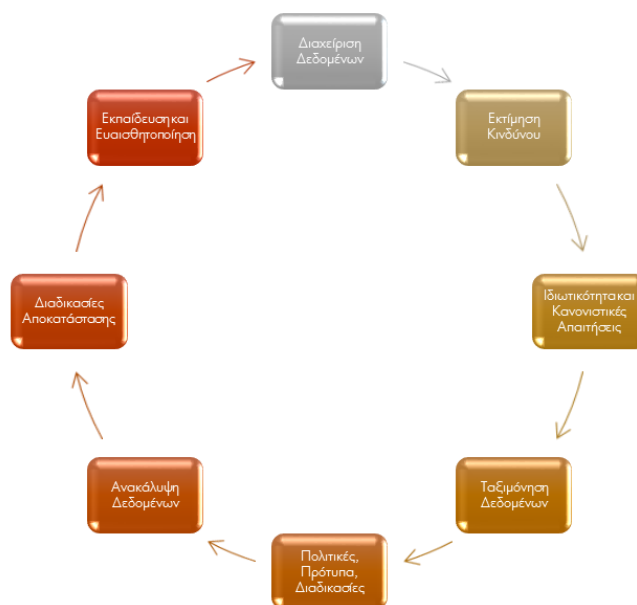 Διαχείριση
Δεδομένων
Εκτίμηση
Κινδύνου
Ιδιωτικότητα και
Κανονιστικές
Απαιτήσεις
Ταξιμόνηση
Δεδομένων
Πολιτικές,
Πρότυπα,
Διαδικασίες
Ανακάλυψη
Δεδομένων
Διαδικασίες
Αποκατάστασης
Εκπαίδευση και
Ευαισθητοποίηση